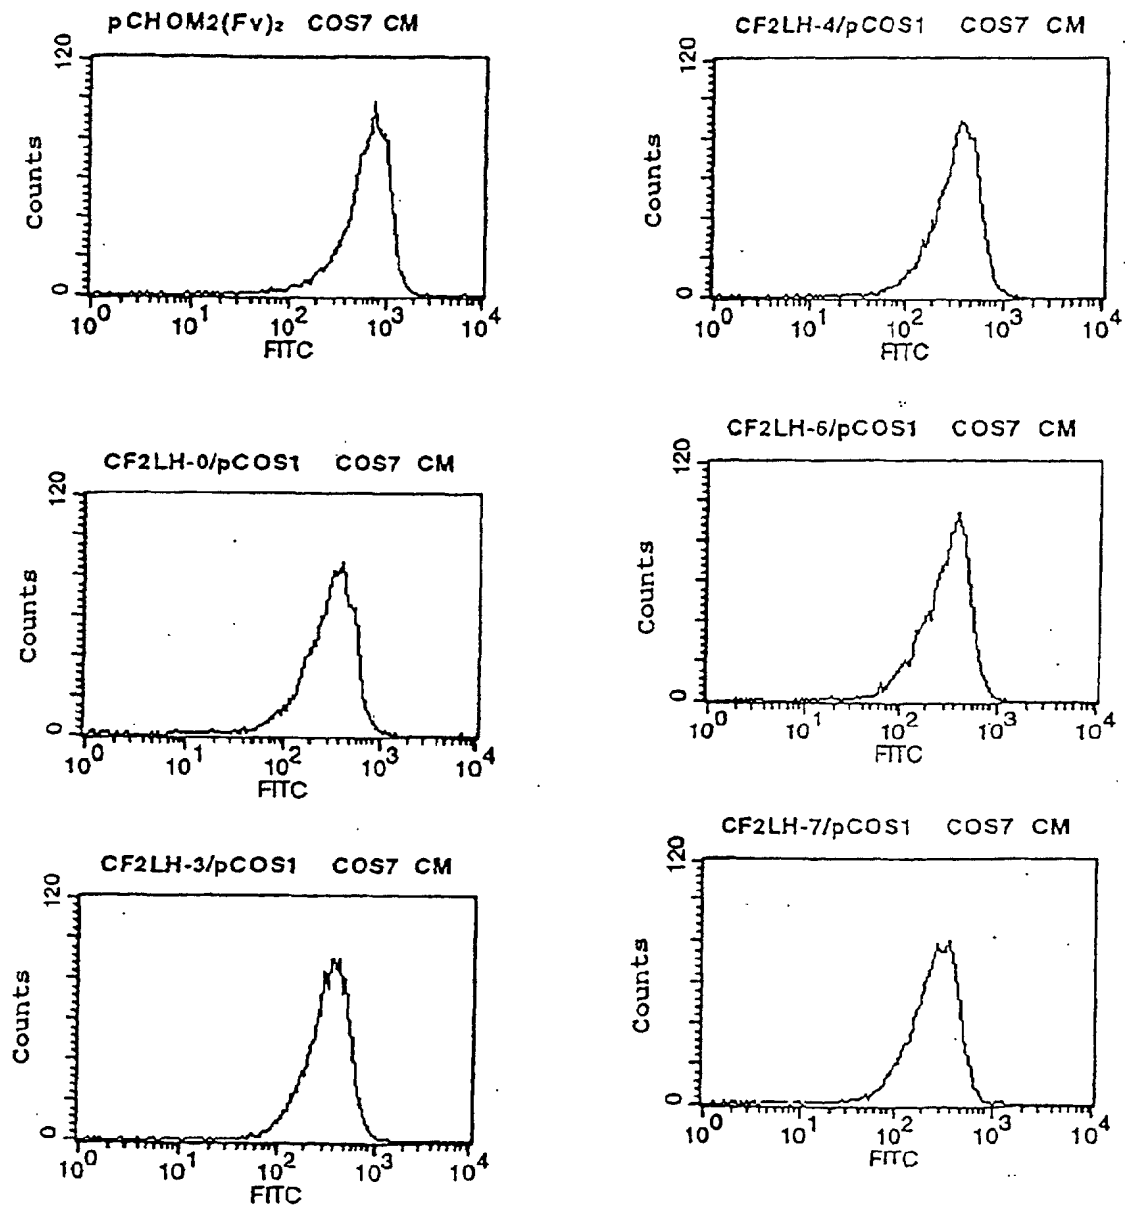 pCHOM2(Fv)₂ COS7 CM
120
Counts
0
10⁰ 10¹ 10² 10³ 10⁴
FITC
CF2LH-0/pCOS1 COS7 CM
120
Counts
0
10⁰ 10¹ 10² 10³ 10⁴
FITC
CF2LH-3/pCOS1 COS7 CM
120
Counts
0
10⁰ 10¹ 10² 10³ 10⁴
FITC
CF2LH-4/pCOS1 COS7 CM
120
Counts
0
10⁰ 10¹ 10² 10³ 10⁴
FITC
CF2LH-6/pCOS1 COS7 CM
120
Counts
0
10⁰ 10¹ 10² 10³ 10⁴
FITC
CF2LH-7/pCOS1 COS7 CM
120
Counts
0
10⁰ 10¹ 10² 10³ 10⁴
FITC